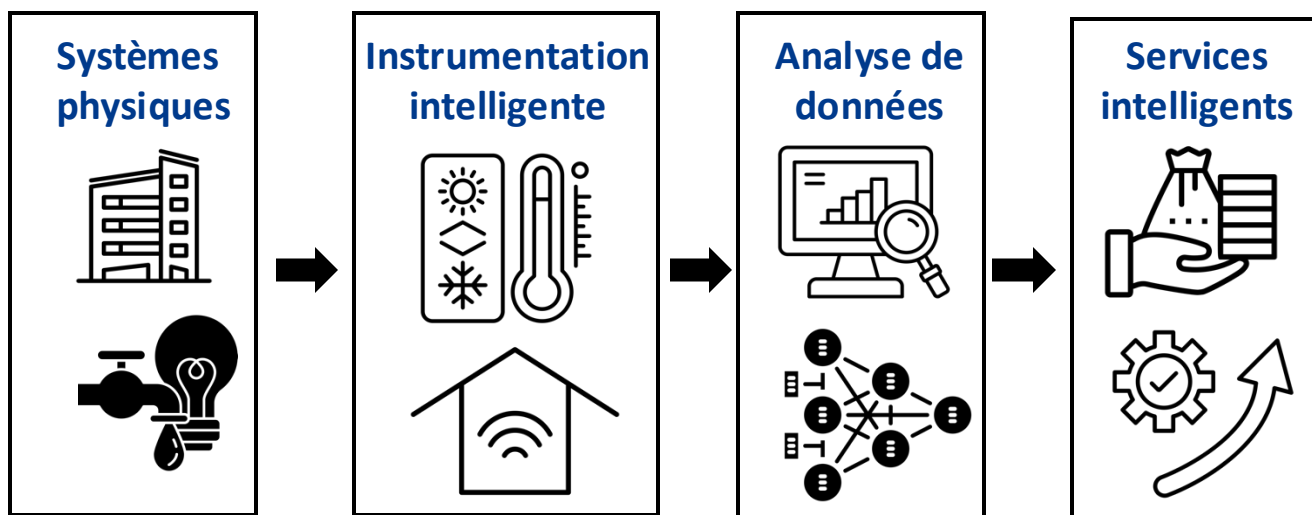 Systèmes
physiques
Instrumentation
intelligente
Analyse de
données
Services
intelligents